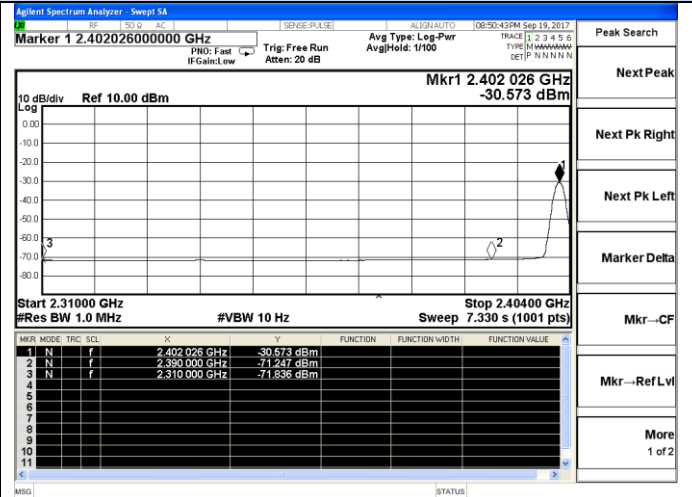 Agilent Spectrum Analyzer - Swept SA
LXI RF 50 Ω AC SENSE:PULSE ALIGNAUTO 08:50:43PM Sep 19, 2017
Marker 1 2.402026000000 GHz
PNO: Fast
IFGain:Low
Trig: Free Run
Atten: 20 dB
Avg Type: Log-Pwr
Avg|Hold: 1/100
TRACE 1 2 3 4 5 6
TYPE MWWWWW
DET P N N N N N
Peak Search
Next Peak
Next Pk Right
Next Pk Left
Marker Delta
Mkr→CF
Mkr→Ref Lvl
More
1 of 2
Mkr1 2.402 026 GHz
-30.573 dBm
10 dB/div Ref 10.00 dBm
Log
0.00
-10.0
-20.0
-30.0
-40.0
-50.0
-60.0
-70.0
-80.0
1
2
3
Start 2.31000 GHz Stop 2.40400 GHz
#Res BW 1.0 MHz #VBW 10 Hz Sweep 7.330 s (1001 pts)
MKR MODE TRC SCL X Y FUNCTION FUNCTION WIDTH FUNCTION VALUE
1 N f 2.402 026 GHz -30.573 dBm
2 N f 2.390 000 GHz -71.247 dBm
3 N f 2.310 000 GHz -71.836 dBm
4
5
6
7
8
9
10
11
MSG STATUS